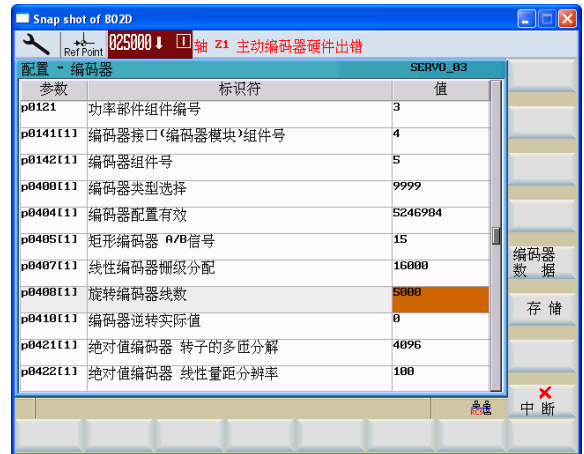 Snap shot of 802D
Ref Point 025000 轴 Z1 主动编码器硬件出错
配置 - 编码器 SERVO_03
参数 标识符 值
p0121 功率部件组件编号 3
p0141[1] 编码器接口(编码器模块)组件号 4
p0142[1] 编码器组件号 5
p0400[1] 编码器类型选择 9999
p0404[1] 编码器配置有效 5246984
p0405[1] 矩形编码器 A/B信号 15
p0407[1] 线性编码器栅级分配 16000
p0408[1] 旋转编码器线数 5000
p0410[1] 编码器逆转实际值 0
p0421[1] 绝对值编码器 转子的多匝分解 4096
p0422[1] 绝对值编码器 线性量距分辨率 100
编码器
数 据
存 储
中 断